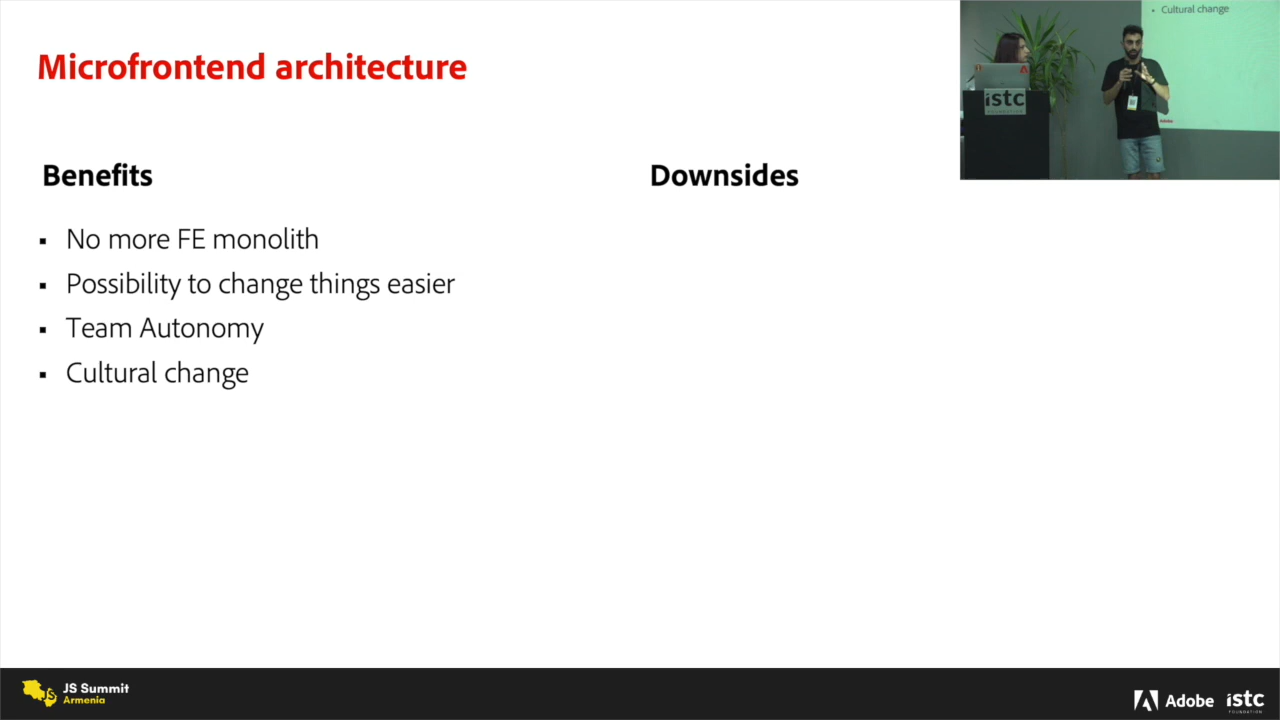 Microfrontend architecture
Benefits
No more FE monolith
Possibility to change things easier
Team Autonomy
Cultural change
Downsides
Cultural change
istc
JS Summit
Armenia
Adobe
istc
FOUNDATION